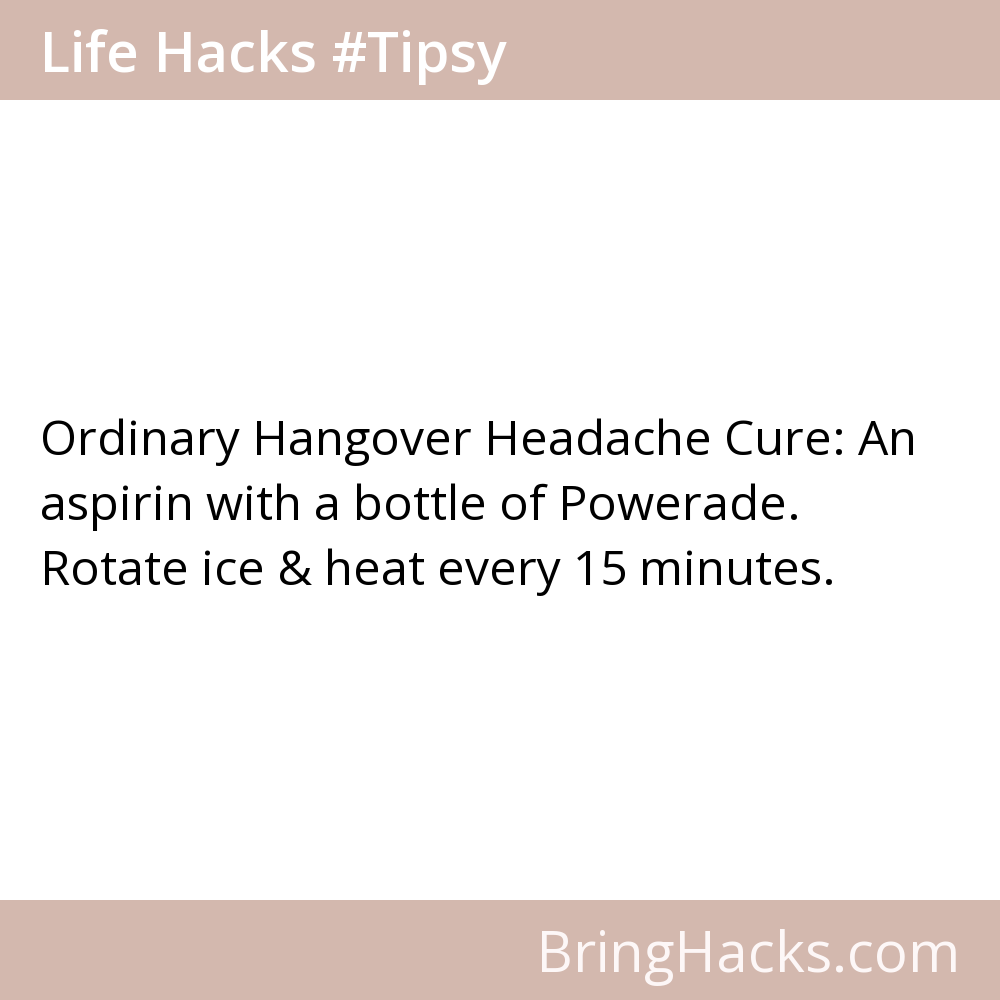 Life Hacks #Tipsy
Ordinary Hangover Headache Cure: An
aspirin with a bottle of Powerade.
Rotate ice & heat every 15 minutes.
BringHacks.com